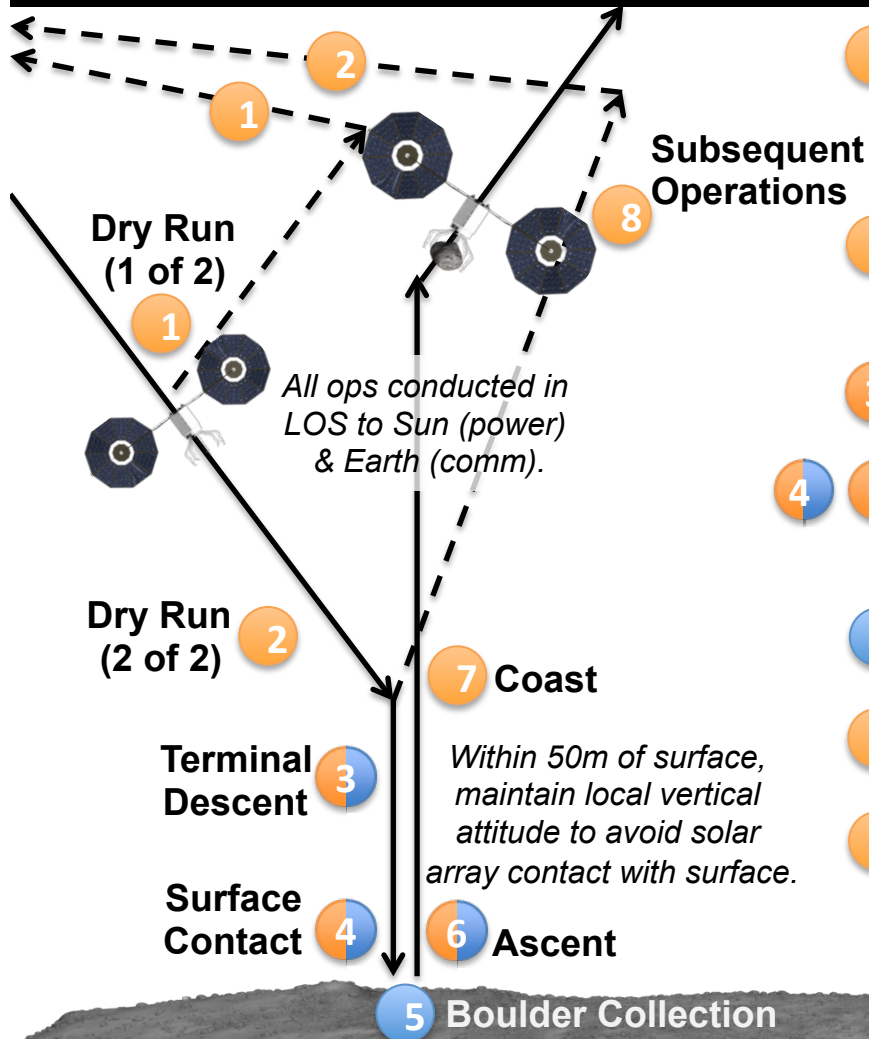 2
1
Subsequent
Operations
8
Dry Run
(1 of 2)
1
All ops conducted in
LOS to Sun (power)
& Earth (comm).
4
Dry Run
(2 of 2)
2
7 Coast
Terminal
Descent
3
Within 50m of surface,
maintain local vertical
attitude to avoid solar
array contact with surface.
Surface
Contact
4
6 Ascent
5 Boulder Collection